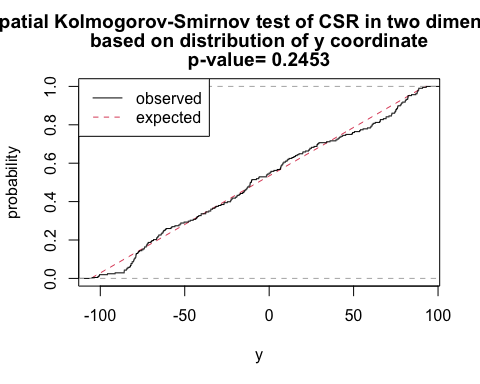 patial Kolmogorov-Smirnov test of CSR in two dimen
based on distribution of y coordinate
p-value= 0.2453
observed
expected
probability
1.0
0.8
0.6
0.4
0.2
0.0
-100 -50 0 50 100
y